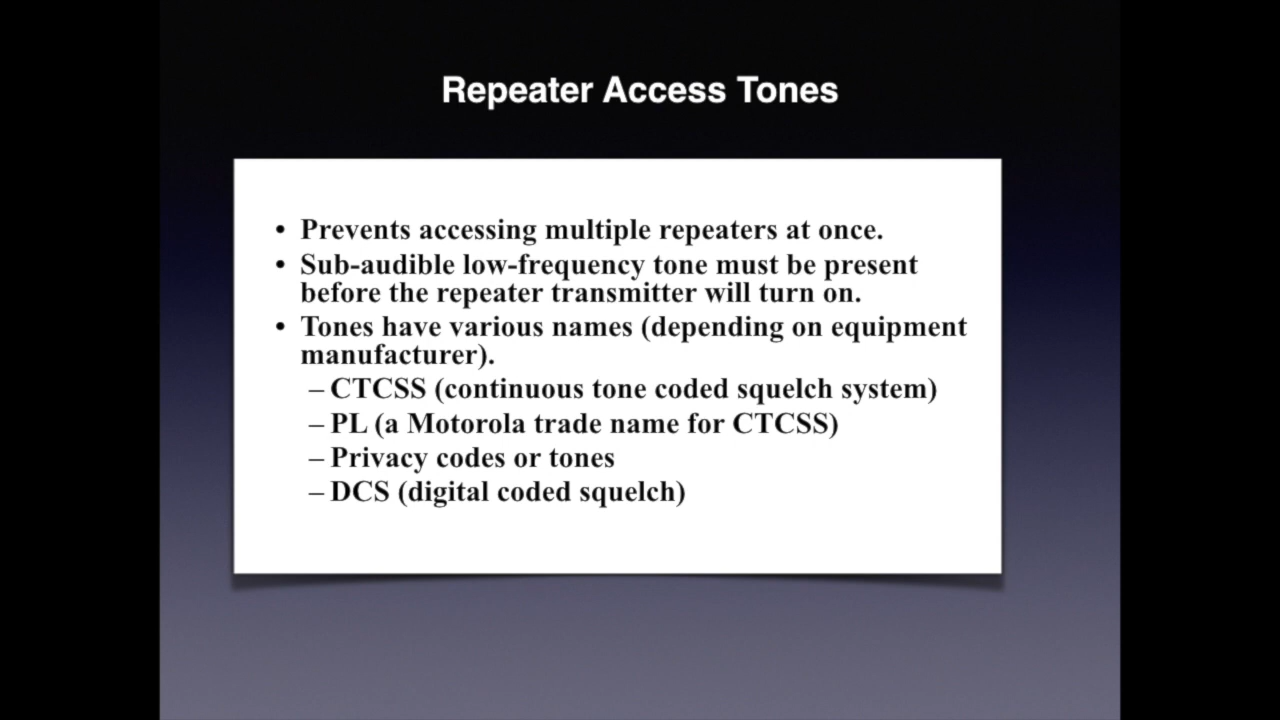 Repeater Access Tones
• Prevents accessing multiple repeaters at once.
• Sub-audible low-frequency tone must be present
before the repeater transmitter will turn on.
• Tones have various names (depending on equipment
manufacturer).
– CTCSS (continuous tone coded squelch system)
– PL (a Motorola trade name for CTCSS)
– Privacy codes or tones
– DCS (digital coded squelch)